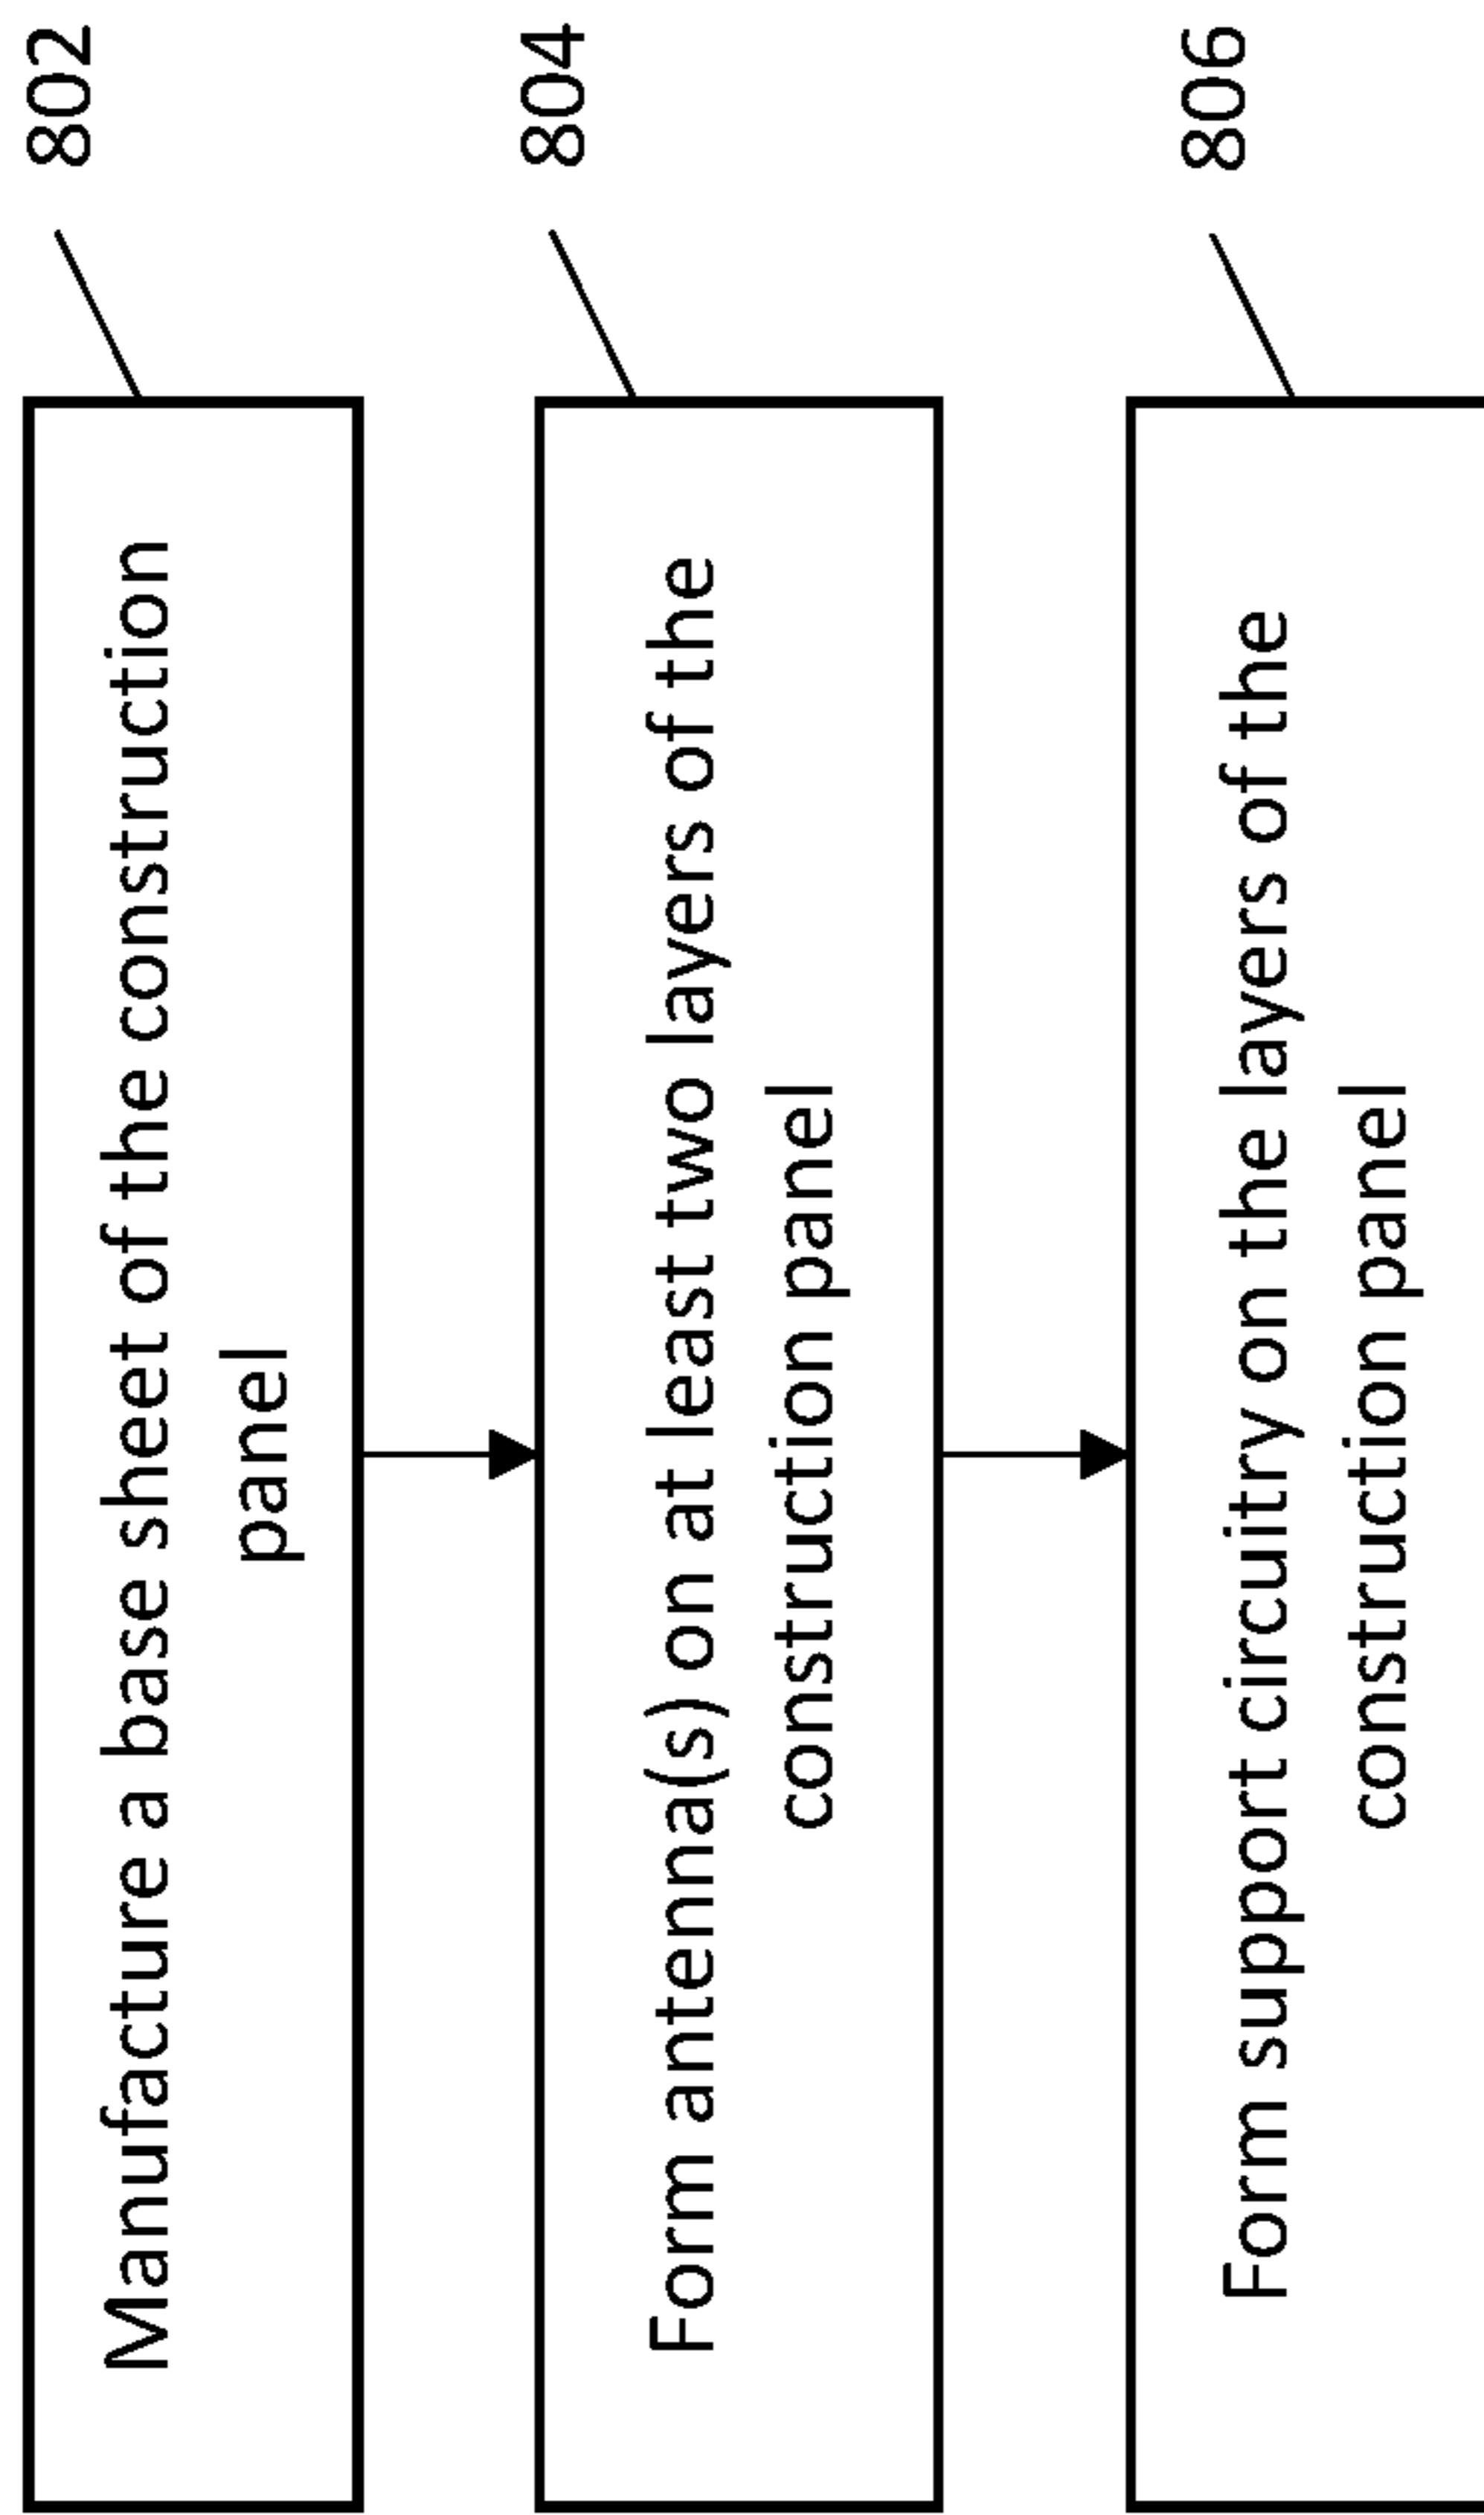 802
Manufacture a base sheet of the construction
panel
804
Form antenna(s) on at least two layers of the
construction panel
806
Form support circuitry on the layers of the
construction panel